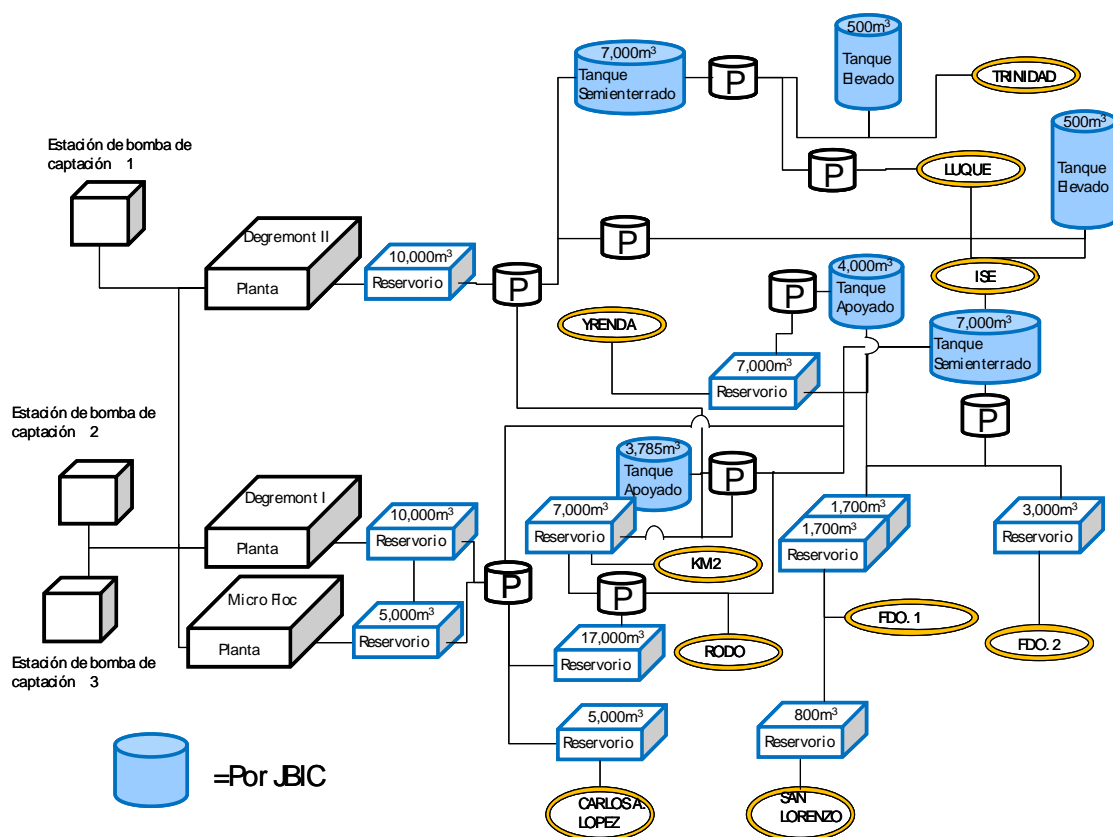 500m³
Tanque
Elevado
7,000m³
Tanque
Semienterrado
P
TRINIDAD
500m³
Tanque
Elevado
Estación de bomba de
captación 1
P
LUQUE
Degremont II
Planta
10,000m³
Reservorio
P
P
4,000m³
Tanque
Apoyado
P
ISE
YRENDA
7,000m³
Tanque
Semienterrado
7,000m³
Reservorio
P
Estación de bomba de
captación 2
3,785m³
Tanque
Apoyado
P
Degremont I
Planta
10,000m³
Reservorio
7,000m³
Reservorio
1,700m³
1,700m³
Reservorio
3,000m³
Reservorio
KM2
P
Micro Floc
Planta
5,000m³
Reservorio
P
17,000m³
Reservorio
RODO
FDO. 1
FDO. 2
Estación de bomba de
captación 3
5,000m³
Reservorio
800m³
Reservorio
=Por JBIC
CARLOS A.
LOPEZ
SAN
LORENZO